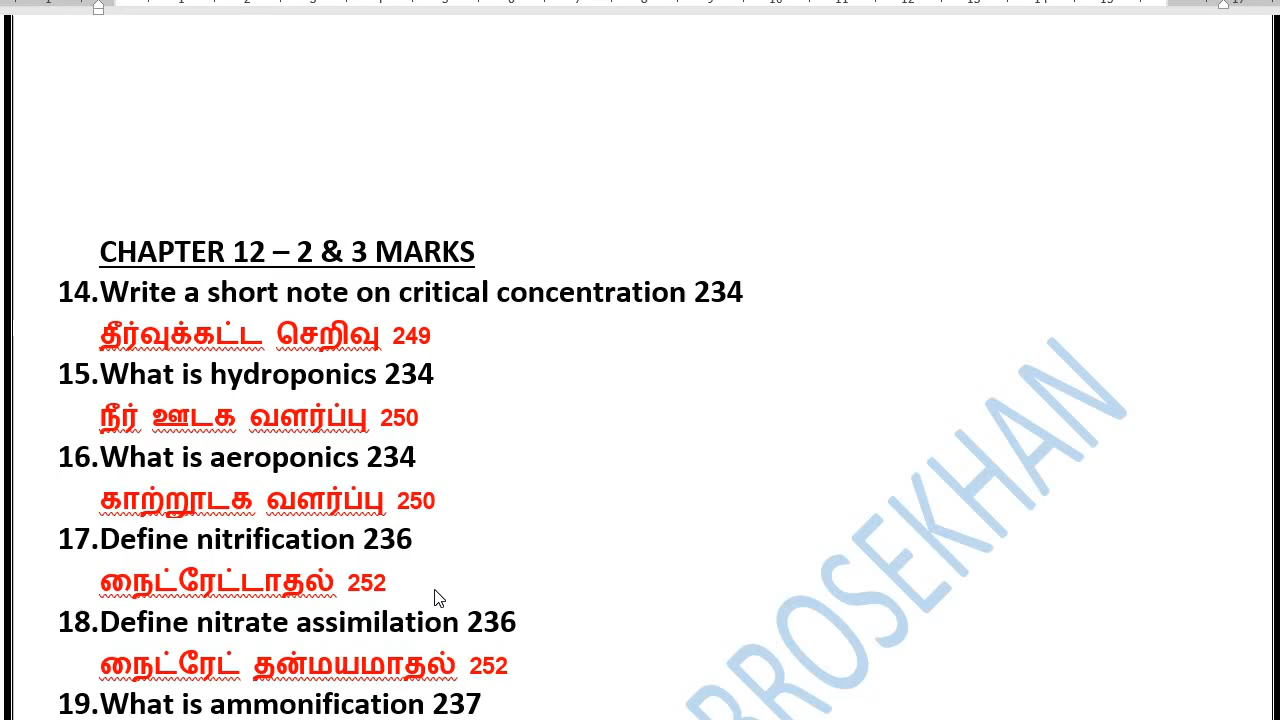 CHAPTER 12 – 2 & 3 MARKS
14.Write a short note on critical concentration 234
தீர்வுக்கட்ட செறிவு 249
15.What is hydroponics 234
நீர் ஊடக வளர்ப்பு 250
16.What is aeroponics 234
காற்றூடக வளர்ப்பு 250
17.Define nitrification 236
நைட்ரேட்டாதல் 252
18.Define nitrate assimilation 236
நைட்ரேட் தன்மயமாதல் 252
19.What is ammonification 237
BROSEKHAN